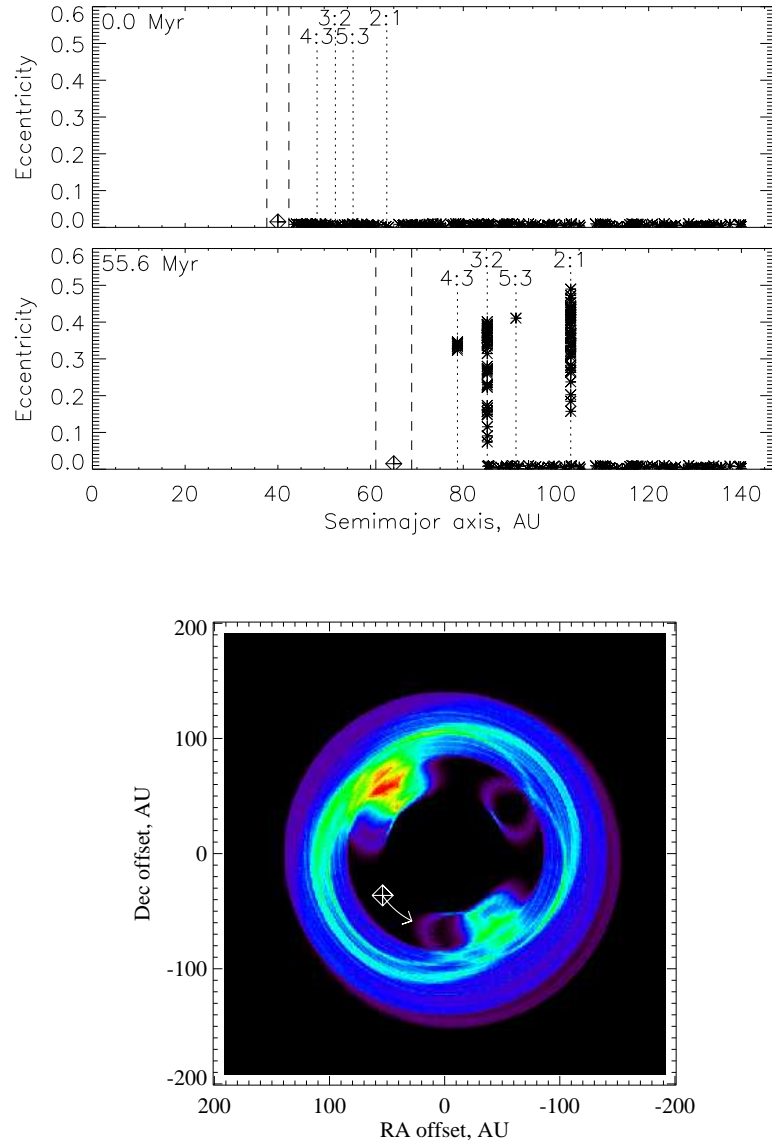 0.0 Myr
3:2 2:1
4:3 5:3
0.6
0.5
0.4
0.3
0.2
0.1
0.0
Eccentricity
55.6 Myr
3:2 2:1
4:3 5:3
0.6
0.5
0.4
0.3
0.2
0.1
0.0
Eccentricity
0 20 40 60 80 100 120 140
Semimajor axis, AU
200
100
0
-100
-200
Dec offset, AU
200 100 0 -100 -200
RA offset, AU